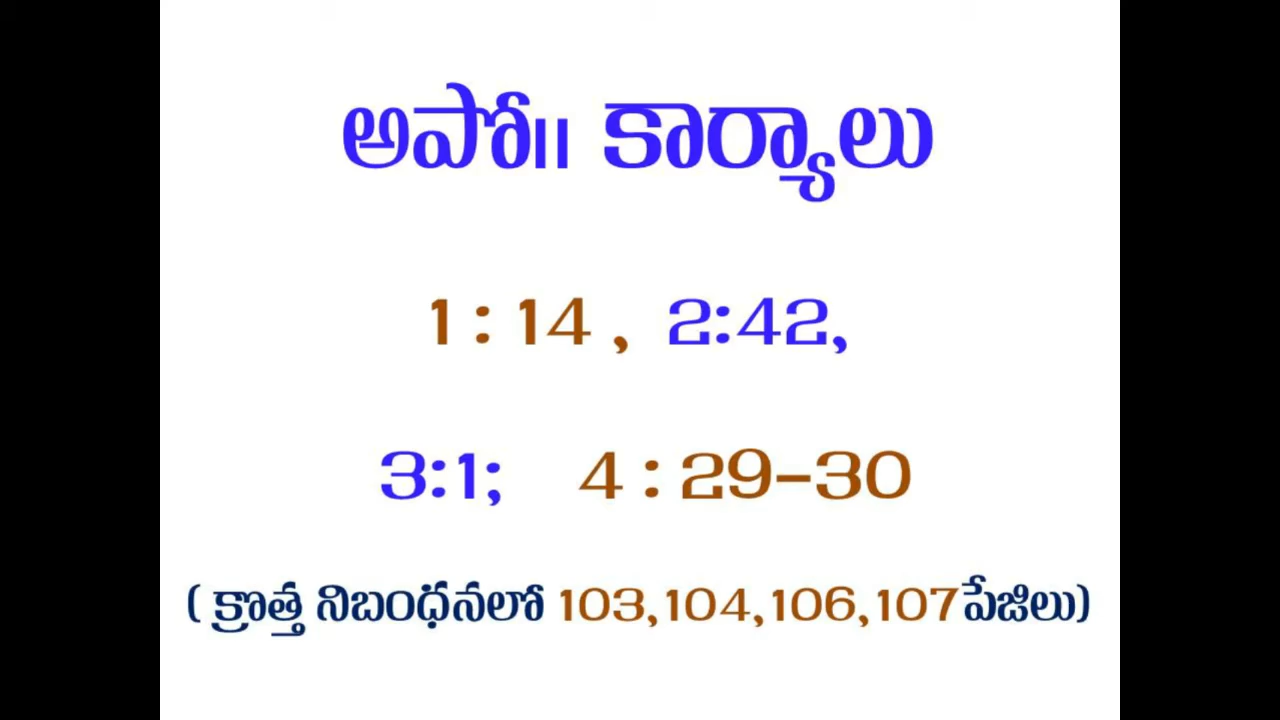 అపో॥ కార్యాలు
1 : 14 , 2:42,
3:1; 4 : 29-30
( క్రొత్త నిబంధనలో 103, 104, 106, 107 పేజిలు)